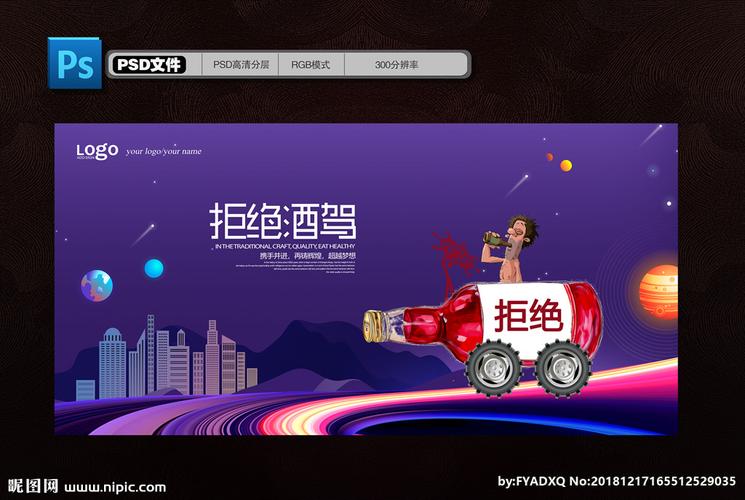 Ps
PSD文件 PSD高清分层 RGB模式 300分辨率
LOGO your logo/your name
拒绝酒驾
IN THE TRADITIONAL CRAFT, QUALITY, EAT HEALTHY
携手并进，再铸辉煌，超越梦想
拒绝
昵图网 www.nipic.com
by:FYADXQ No:20181217165512529035